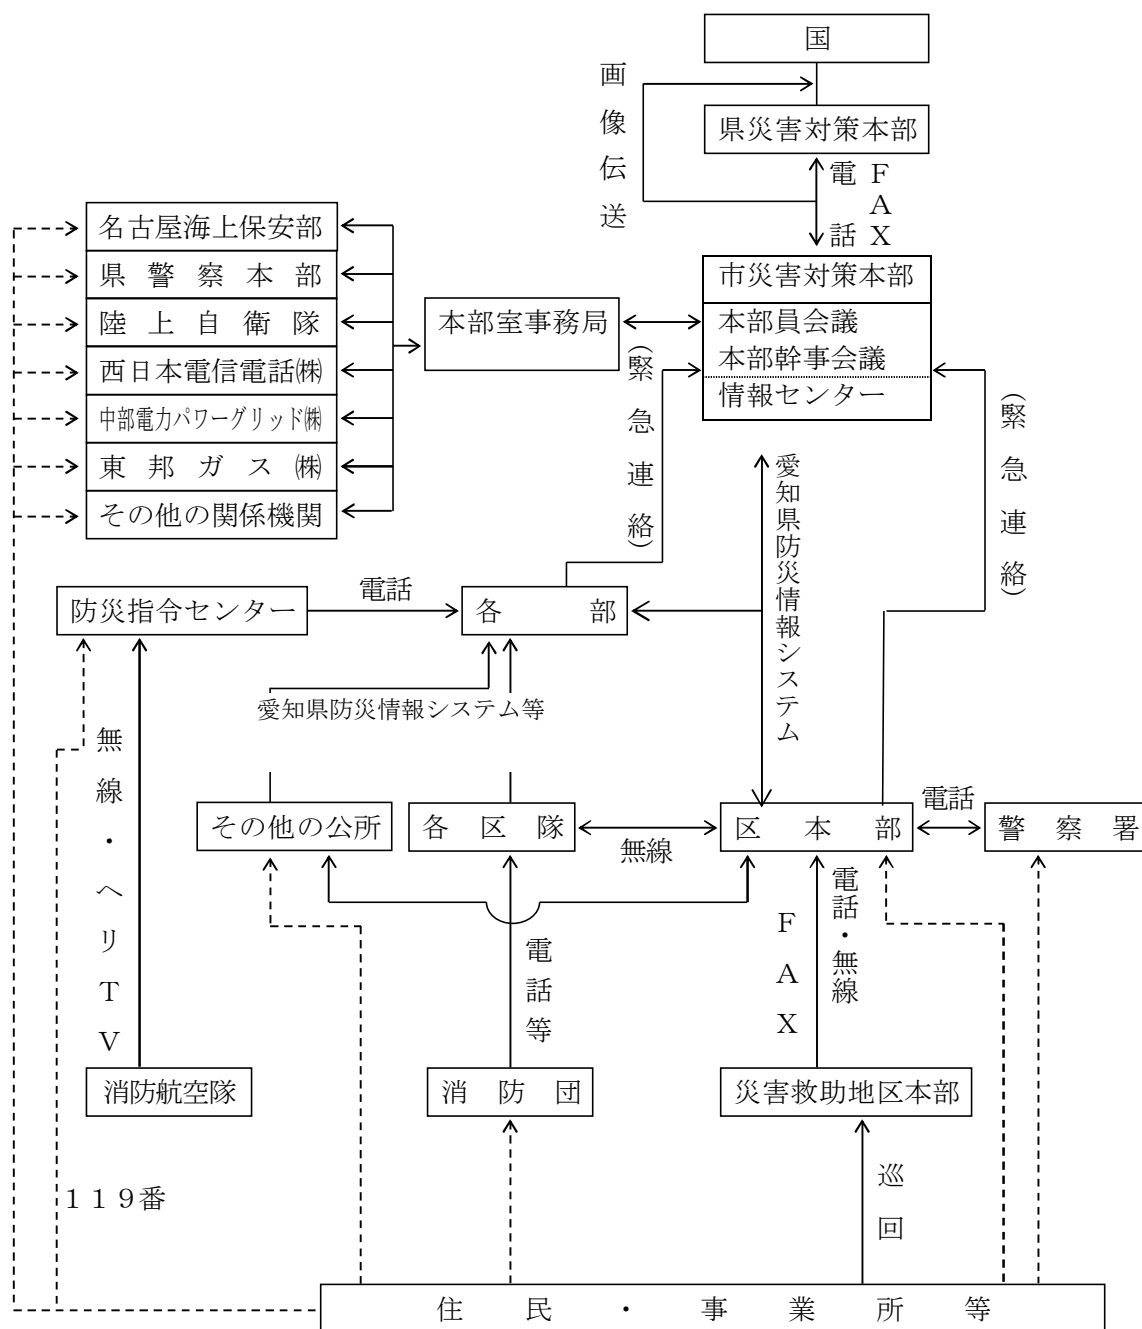 国
画像伝送
県災害対策本部
電話
ＦＡＸ
名古屋海上保安部
県警察本部
陸上自衛隊
西日本電信電話㈱
中部電力パワーグリッド㈱
東邦ガス㈱
その他の関係機関
本部室事務局
市災害対策本部
本部員会議
本部幹事会議
情報センター
（緊急連絡）
（緊急連絡）
愛知県防災情報システム
防災指令センター
電話
各部
愛知県防災情報システム等
無線・ヘリＴＶ
その他の公所
各区隊
無線
区本部
電話
警察署
電話等
ＦＡＸ
電話・無線
消防航空隊
消防団
災害救助地区本部
１１９番
巡回
住民・事業所等